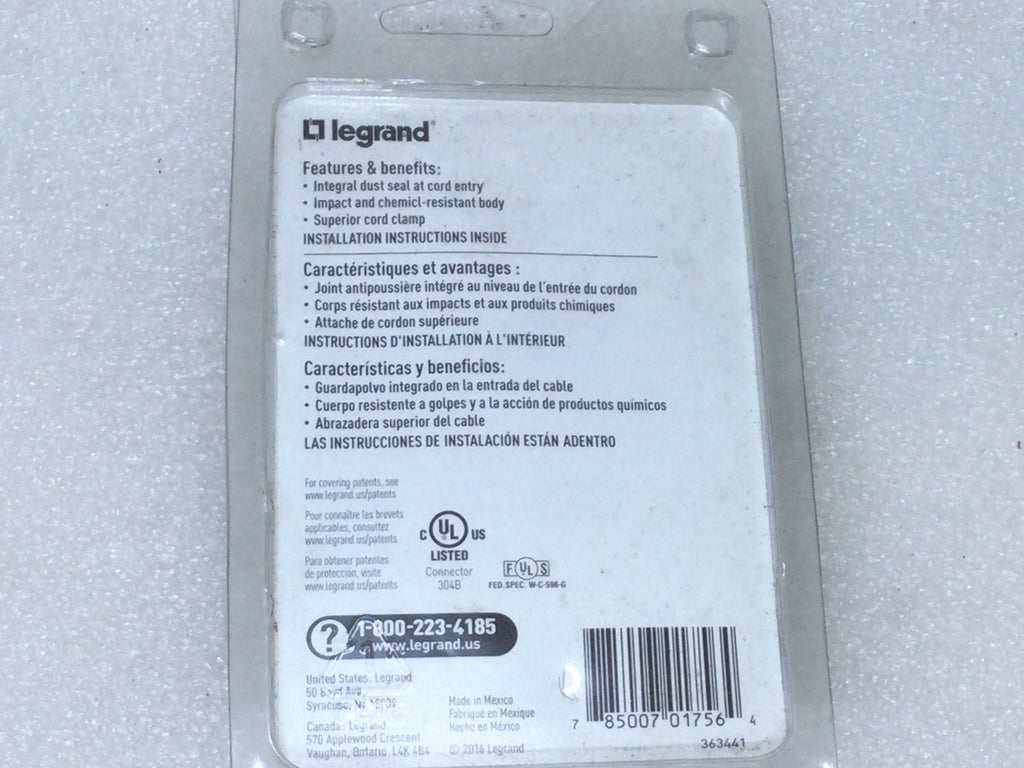 legrand®
Features & benefits:
• Integral dust seal at cord entry
• Impact and chemicl-resistant body
• Superior cord clamp
INSTALLATION INSTRUCTIONS INSIDE
Caractéristiques et avantages :
• Joint antipoussière intégré au niveau de l'entrée du cordon
• Corps résistant aux impacts et aux produits chimiques
• Attache de cordon supérieure
INSTRUCTIONS D'INSTALLATION À L'INTÉRIEUR
Características y beneficios:
• Guardapolvo integrado en la entrada del cable
• Cuerpo resistente a golpes y a la acción de productos químicos
• Abrazadera superior del cable
LAS INSTRUCCIONES DE INSTALACIÓN ESTÁN ADENTRO
For covering patents, see
www.legrand.us/patents
Pour connaître les brevets
applicables, consultez
www.legrand.us/patents
Para obtener patentes
de proteccion, visite
www.legrand.us/patents
C UL US
LISTED
Connector
304B
F UL S
FED. SPEC. W-C-596-G
? 1-800-223-4185
www.legrand.us
United States: Legrand
50 Boyd Ave.
Syracuse, NY
Canada: Legrand
570 Applewood Crescent
Vaughan, Ontario L4K 4B4
Made in Mexico
Fabriqué en Mexique
Hecho en México
© 2016 Legrand
7 85007 01756 4
363441